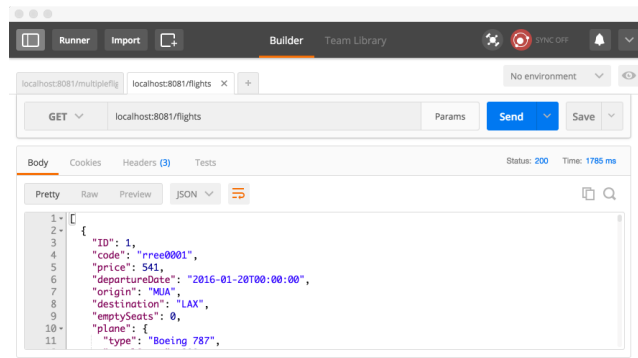 Runner Import Builder Team Library SYNC OFF
localhost:8081/multipleflig localhost:8081/flights × + No environment
GET localhost:8081/flights Params Send Save
Body Cookies Headers (3) Tests Status: 200 Time: 1785 ms
Pretty Raw Preview JSON
1 [
2 {
3 "ID": 1,
4 "code": "rree0001",
5 "price": 541,
6 "departureDate": "2016-01-20T00:00:00",
7 "origin": "MUA",
8 "destination": "LAX",
9 "emptySeats": 0,
10 "plane": {
11 "type": "Boeing 787",